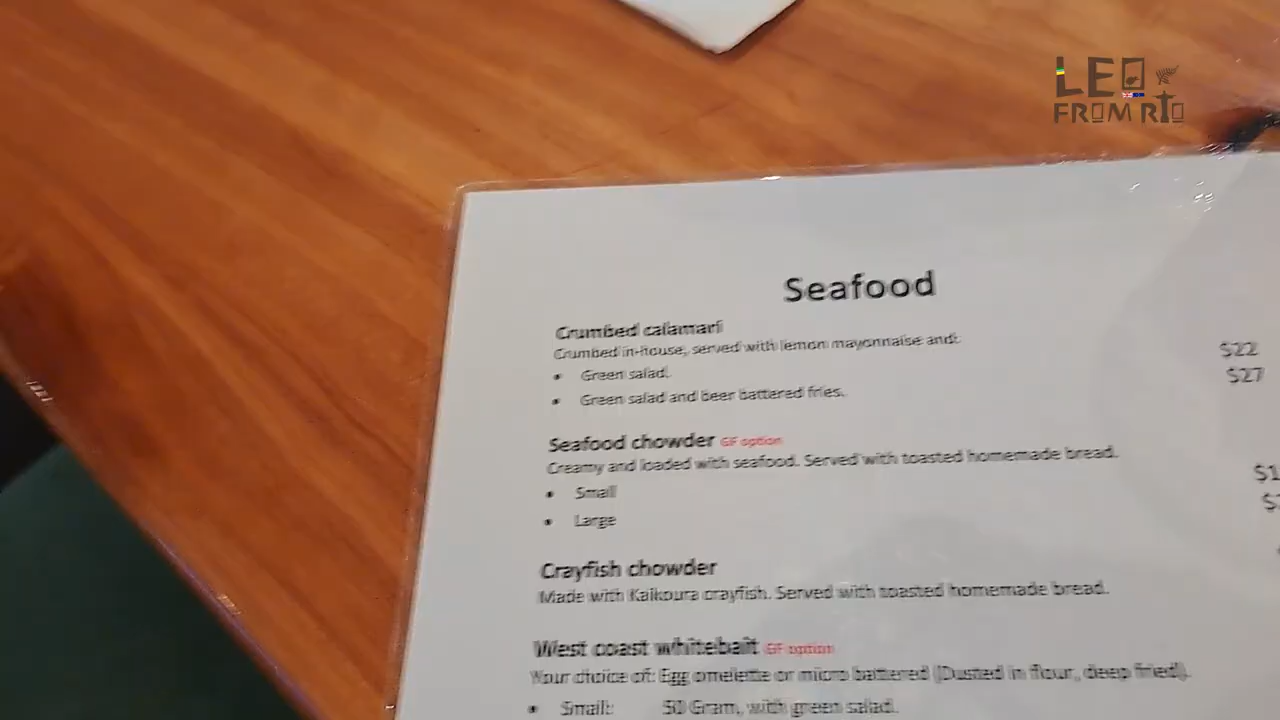 LEO
FROM RIO
Seafood
Crumbed calamari
Crumbed in-house, served with lemon mayonnaise and:
• Green salad. $22
• Green salad and beer battered fries. $27
Seafood chowder GF option
Creamy and loaded with seafood. Served with toasted homemade bread.
• Small
• Large
Crayfish chowder
Made with Kaikoura crayfish. Served with toasted homemade bread.
West coast whitebait GF option
Your choice of: Egg omelette or micro battered (Dusted in flour, deep fried).
• Small: 50 Gram, with green salad.